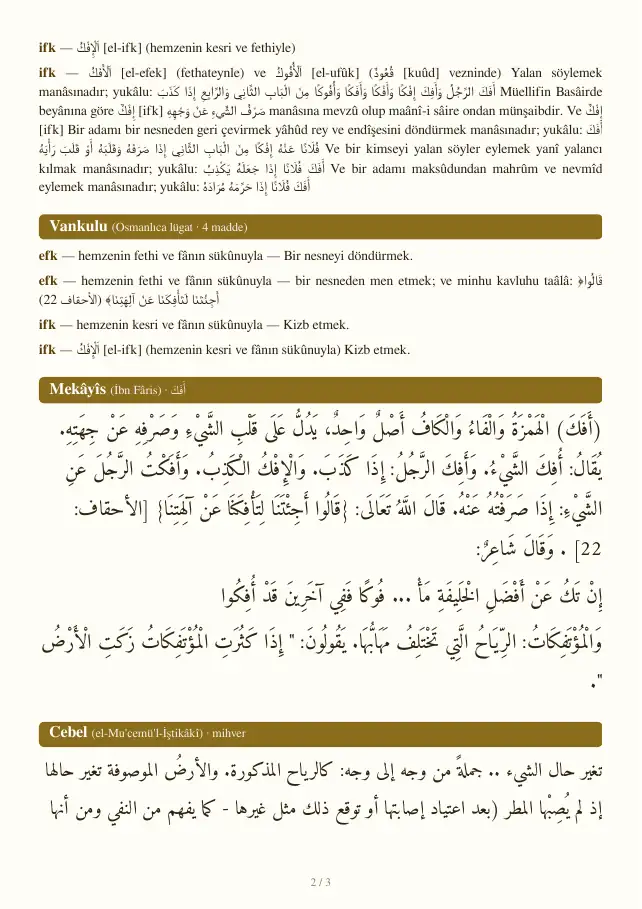 ifk — اَلْإِفْكُ [el-ifk] (hemzenin kesri ve fethiyle)
ifk — اَلْأَفَكُ [el-efek] (fethateynle) ve اَلْأُفُوكُ [el-ufûk] (قُعُودٌ [kuûd] vezninde) Yalan söylemek
manâsınadır; yukâlu: أَفَكَ الرَّجُلُ وَأَفِكَ إِفْكًا وَأَفْكًا وَأَفَكًا وَأُفُوكًا مِنَ الْبَابِ الثَّانِي وَالرَّابِعِ إِذَا كَذَبَ Müellifin Basâirde
beyânına göre إِفْكٌ [ifk] صَرْفُ الشَّيْءِ عَنْ وَجْهِهِ manâsına mevzû olup maânî-i sâire ondan münşaibdir. Ve إِفْكٌ
[ifk] Bir adamı bir nesneden geri çevirmek yâhûd rey ve endîşesini döndürmek manâsınadır; yukâlu: أَفَكَ
فُلَانًا عَنْهُ إِفْكًا مِنَ الْبَابِ الثَّانِي إِذَا صَرَفَهُ وَقَلَبَهُ أَوْ قَلَبَ رَأْيَهُ Ve bir kimseyi yalan söyler eylemek yanî yalancı
kılmak manâsınadır; yukâlu: أَفَكَ فُلَانًا إِذَا جَعَلَهُ يَكْذِبُ Ve bir adamı maksûdundan mahrûm ve nevmîd
eylemek manâsınadır; yukâlu: أَفَكَ فُلَانًا إِذَا حَرَّمَهُ مُرَادَهُ
Vankulu (Osmanlıca lügat · 4 madde)
efk — hemzenin fethi ve fânın sükûnuyla — Bir nesneyi döndürmek.
efk — hemzenin fethi ve fânın sükûnuyla — bir nesneden men etmek; ve minhu kavluhu taâlâ: ﴿قَالُوا
أَجِئْتَنَا لِتَأْفِكَنَا عَنْ آلِهَتِنَا﴾ (الأحقاف 22)
ifk — hemzenin kesri ve fânın sükûnuyla — Kizb etmek.
ifk — اَلْإِفْكُ [el-ifk] (hemzenin kesri ve fânın sükûnuyla) Kizb etmek.
Mekâyîs (İbn Fâris) · أَفَكَ
(أَفَكَ) الْهَمْزَةُ وَالْفَاءُ وَالْكَافُ أَصْلٌ وَاحِدٌ، يَدُلُّ عَلَى قَلْبِ الشَّيْءِ وَصَرْفِهِ عَنْ جِهَتِهِ.
يُقَالُ: أُفِكَ الشَّيْءُ. وَأَفِكَ الرَّجُلُ: إِذَا كَذَبَ. وَالْإِفْكُ الْكَذِبُ. وَأَفَكْتُ الرَّجُلَ عَنِ
الشَّيْءِ: إِذَا صَرَفْتُهُ عَنْهُ. قَالَ اللَّهُ تَعَالَى: {قَالُوا أَجِئْتَنَا لِتَأْفِكَنَا عَنْ آلِهَتِنَا} [الأحقاف:
22] . وَقَالَ شَاعِرٌ:
إِنْ تَكُ عَنْ أَفْضَلِ الْخَلِيفَةِ مَأْ ... فُوكًا فَفِي آخَرِينَ قَدْ أُفِكُوا
وَالْمُؤْتَفِكَاتُ: الرِّيَاحُ الَّتِي تَخْتَلِفُ مَهَابُّهَا. يَقُولُونَ: " إِذَا كَثُرَتِ الْمُؤْتَفِكَاتُ زَكَتِ الْأَرْضُ
".
Cebel (el-Mu'cemü'l-İştikâkî) · mihver
تغير حال الشيء .. جملةً من وجه إلى وجه: كالرياح المذكورة. والأرضُ الموصوفة تغير حالها
إذ لم يُصِبْها المطر (بعد اعتياد إصابتها أو توقع ذلك مثل غيرها - كما يفهم من النفي ومن أنها
2 / 3